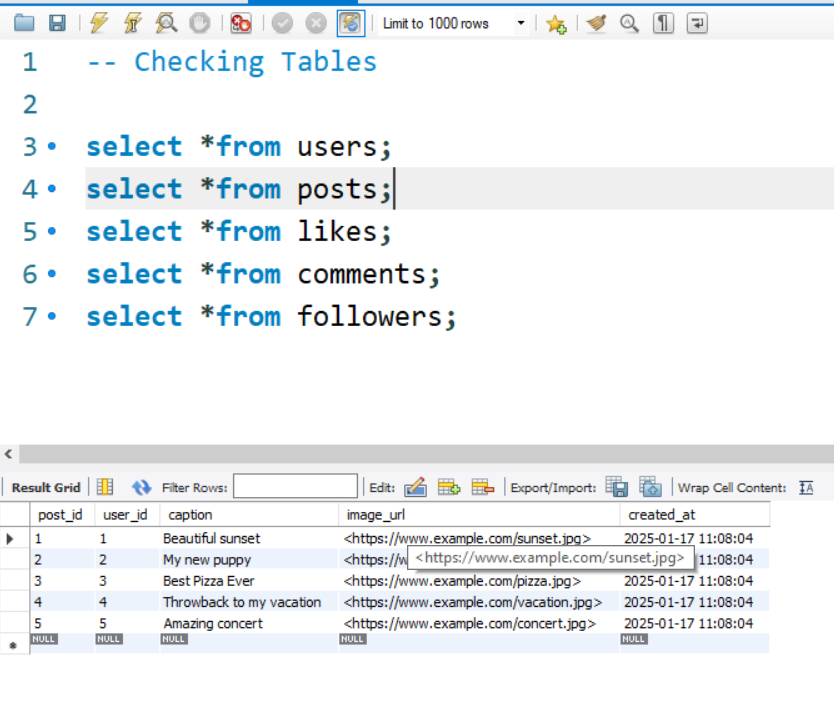 Limit to 1000 rows
1 -- Checking Tables
2
3 select *from users;
4 select *from posts;
5 select *from likes;
6 select *from comments;
7 select *from followers;
Result Grid Filter Rows: Edit: Export/Import: Wrap Cell Content:
post_id user_id caption image_url created_at
1 1 Beautiful sunset <https://www.example.com/sunset.jpg> 2025-01-17 11:08:04
2 2 My new puppy <https://w <https://www.example.com/sunset.jpg> 11:08:04
3 3 Best Pizza Ever <https://www.example.com/pizza.jpg> 2025-01-17 11:08:04
4 4 Throwback to my vacation <https://www.example.com/vacation.jpg> 2025-01-17 11:08:04
5 5 Amazing concert <https://www.example.com/concert.jpg> 2025-01-17 11:08:04
NULL NULL NULL NULL NULL